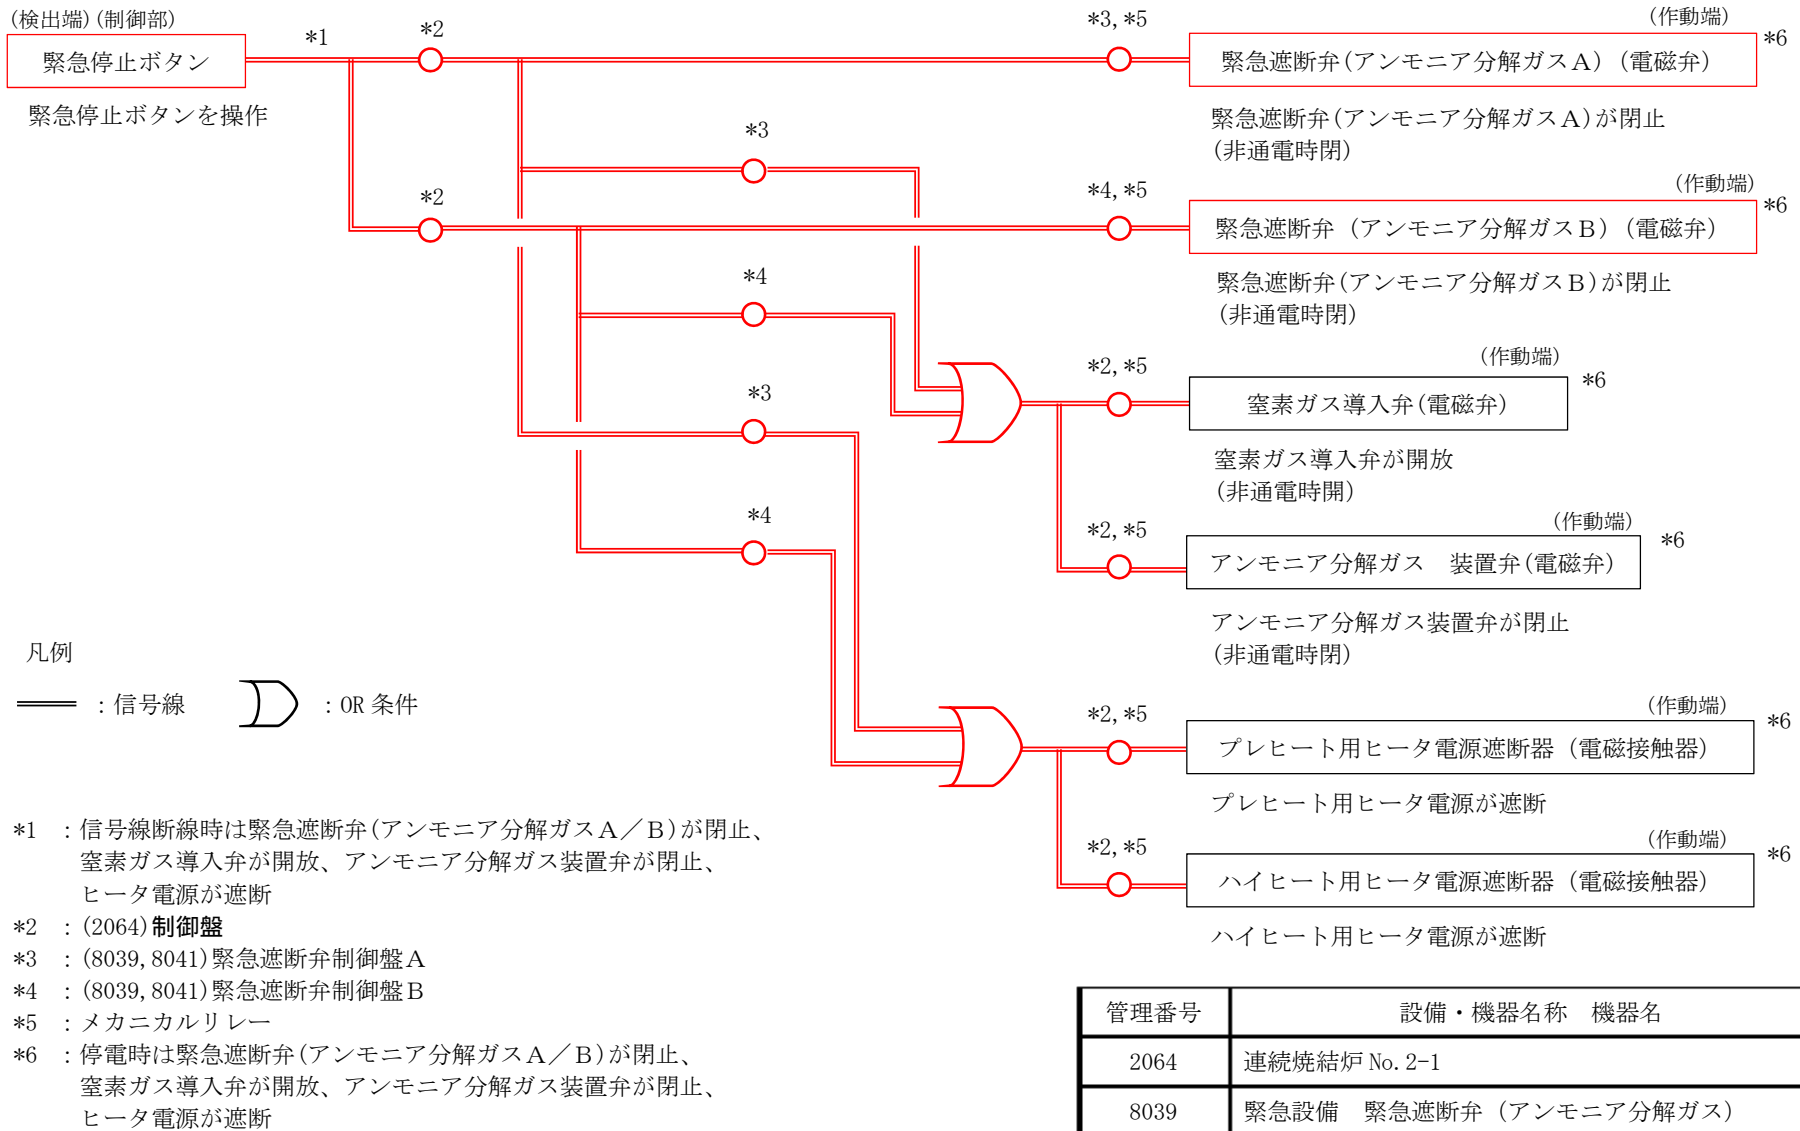 (検出端)(制御部)
緊急停止ボタン
緊急停止ボタンを操作
*1
*2
*2
*3
*4
*3
*4
*3,*5
(作動端)
緊急遮断弁(アンモニア分解ガスA)(電磁弁)
*6
緊急遮断弁(アンモニア分解ガスA)が閉止
(非通電時閉)
*4,*5
(作動端)
緊急遮断弁(アンモニア分解ガスB)(電磁弁)
*6
緊急遮断弁(アンモニア分解ガスB)が閉止
(非通電時閉)
*2,*5
(作動端)
窒素ガス導入弁(電磁弁)
*6
窒素ガス導入弁が開放
(非通電時開)
*2,*5
(作動端)
アンモニア分解ガス　装置弁(電磁弁)
*6
アンモニア分解ガス装置弁が閉止
(非通電時閉)
*2,*5
(作動端)
プレヒート用ヒータ電源遮断器(電磁接触器)
*6
プレヒート用ヒータ電源が遮断
*2,*5
(作動端)
ハイヒート用ヒータ電源遮断器(電磁接触器)
*6
ハイヒート用ヒータ電源が遮断
凡例
：信号線
：OR 条件
*1 ：信号線断線時は緊急遮断弁(アンモニア分解ガスA／B)が閉止、
窒素ガス導入弁が開放、アンモニア分解ガス装置弁が閉止、
ヒータ電源が遮断
*2 ：(2064)制御盤
*3 ：(8039,8041)緊急遮断弁制御盤A
*4 ：(8039,8041)緊急遮断弁制御盤B
*5 ：メカニカルリレー
*6 ：停電時は緊急遮断弁(アンモニア分解ガスA／B)が閉止、
窒素ガス導入弁が開放、アンモニア分解ガス装置弁が閉止、
ヒータ電源が遮断
管理番号 設備・機器名称　機器名
2064 連続焼結炉 No.2-1
8039 緊急設備　緊急遮断弁(アンモニア分解ガス)